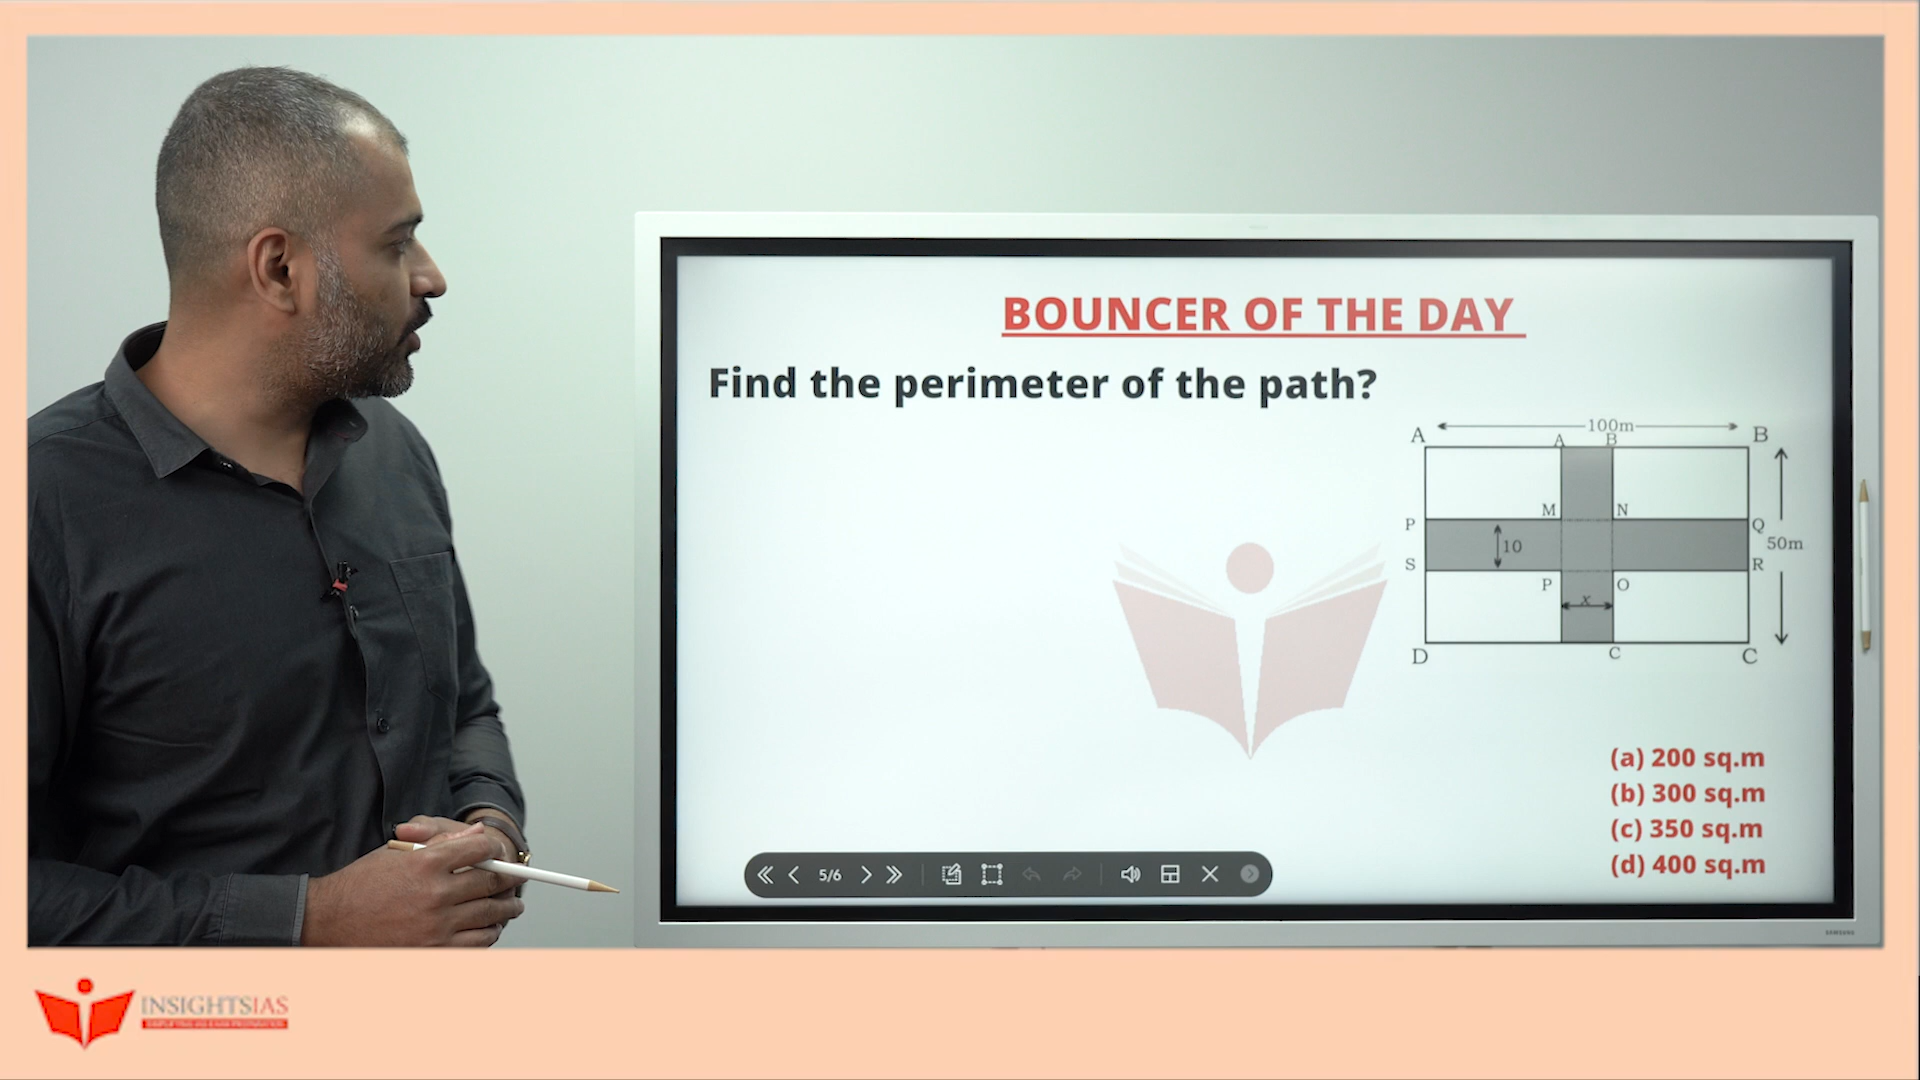 BOUNCER OF THE DAY
Find the perimeter of the path?
100m
A
A
B
B
M
N
P
Q
10
50m
S
R
P
O
x
D
C
C
(a) 200 sq.m
(b) 300 sq.m
(c) 350 sq.m
(d) 400 sq.m
5/6
SAMSUNG
INSIGHTSIAS